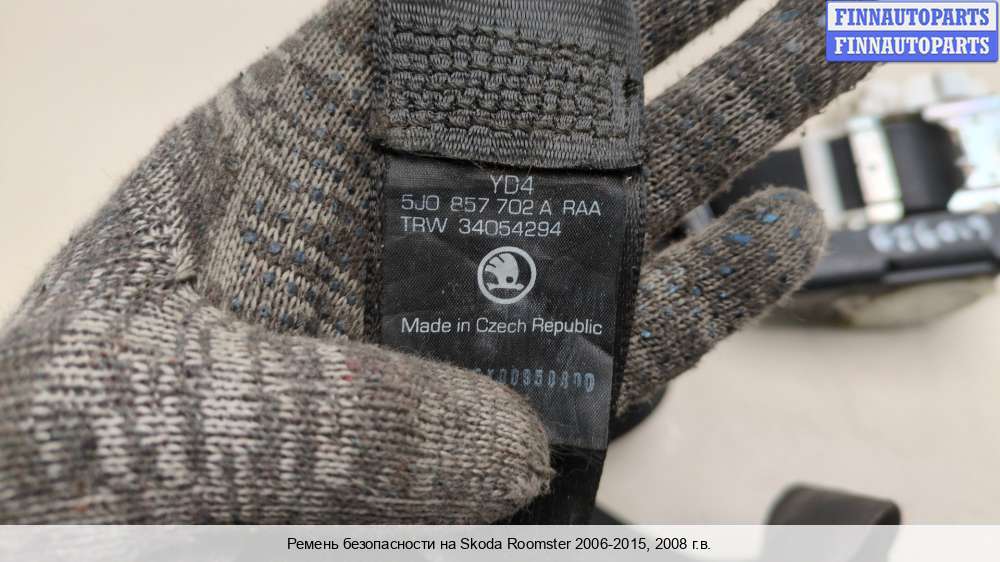 FINNAUTOPARTS
FINNAUTOPARTS
YD4
5J0 857 702 A RAA
TRW 34054294
Made in Czech Republic
Ремень безопасности на Skoda Roomster 2006-2015, 2008 г.в.